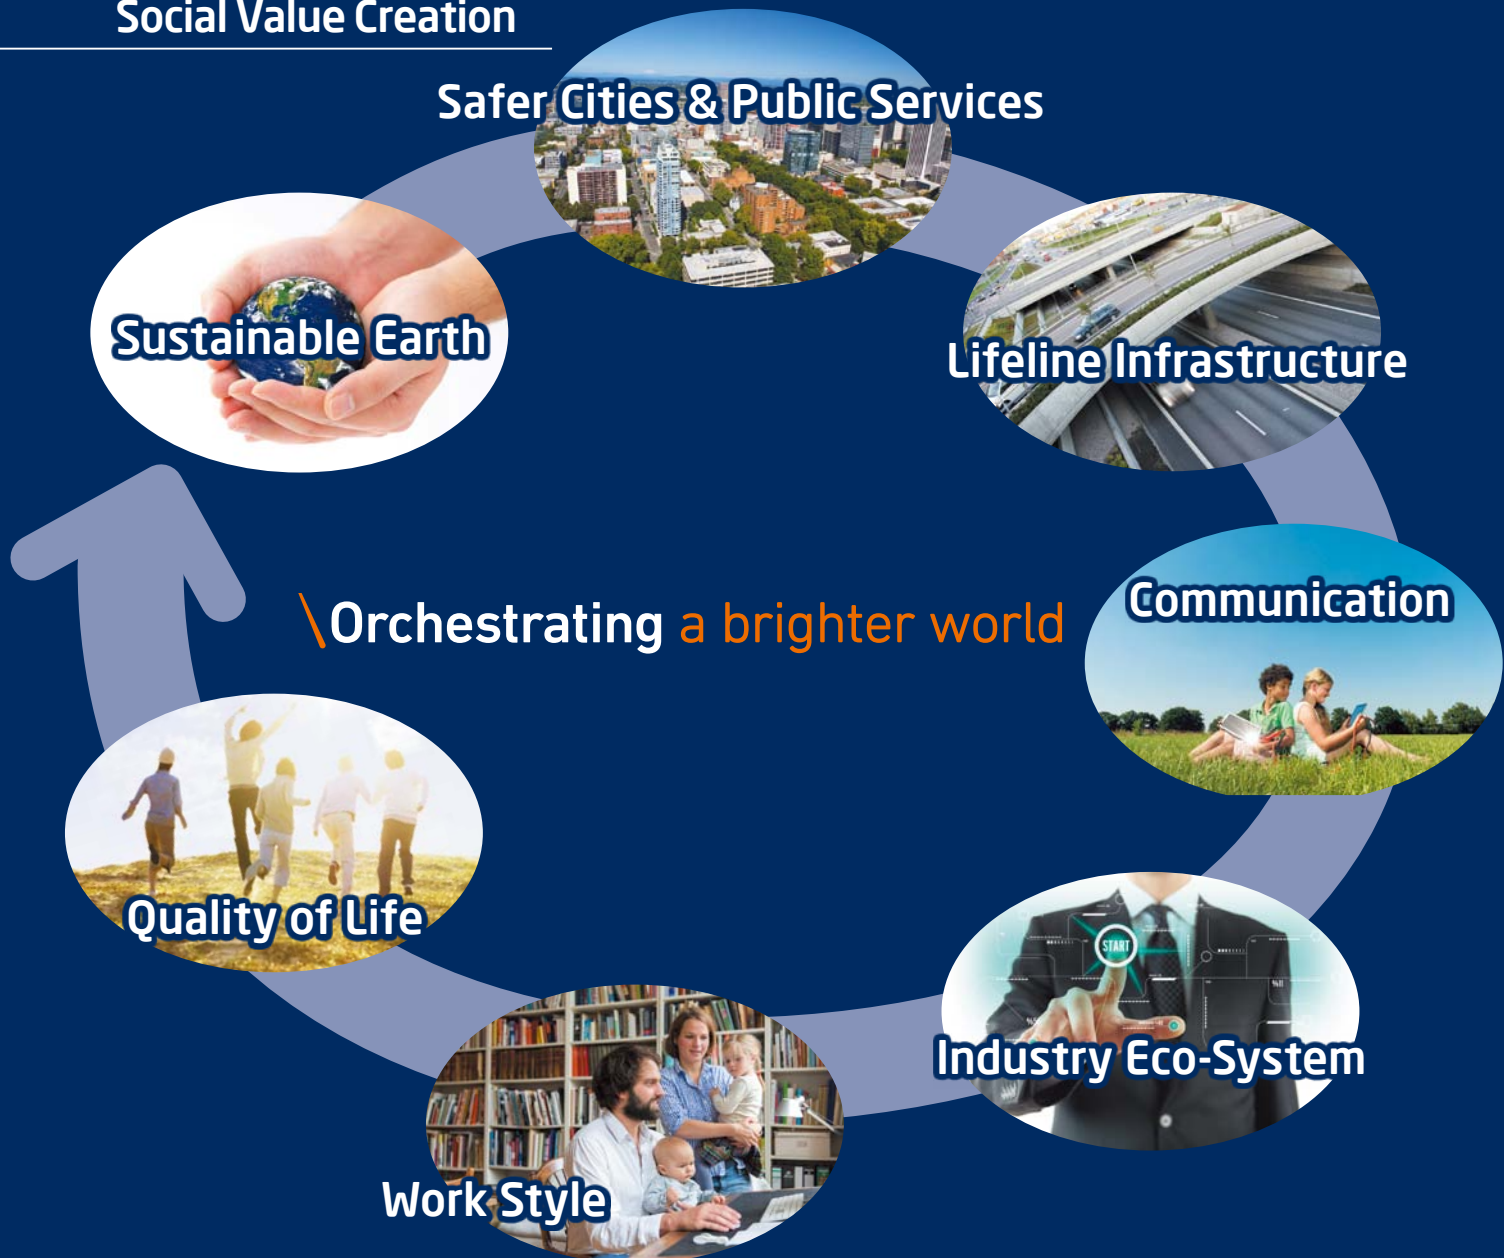 Social Value Creation
Safer Cities & Public Services
Sustainable Earth
Lifeline Infrastructure
Communication
\Orchestrating a brighter world
Quality of Life
START
Industry Eco-System
Work Style